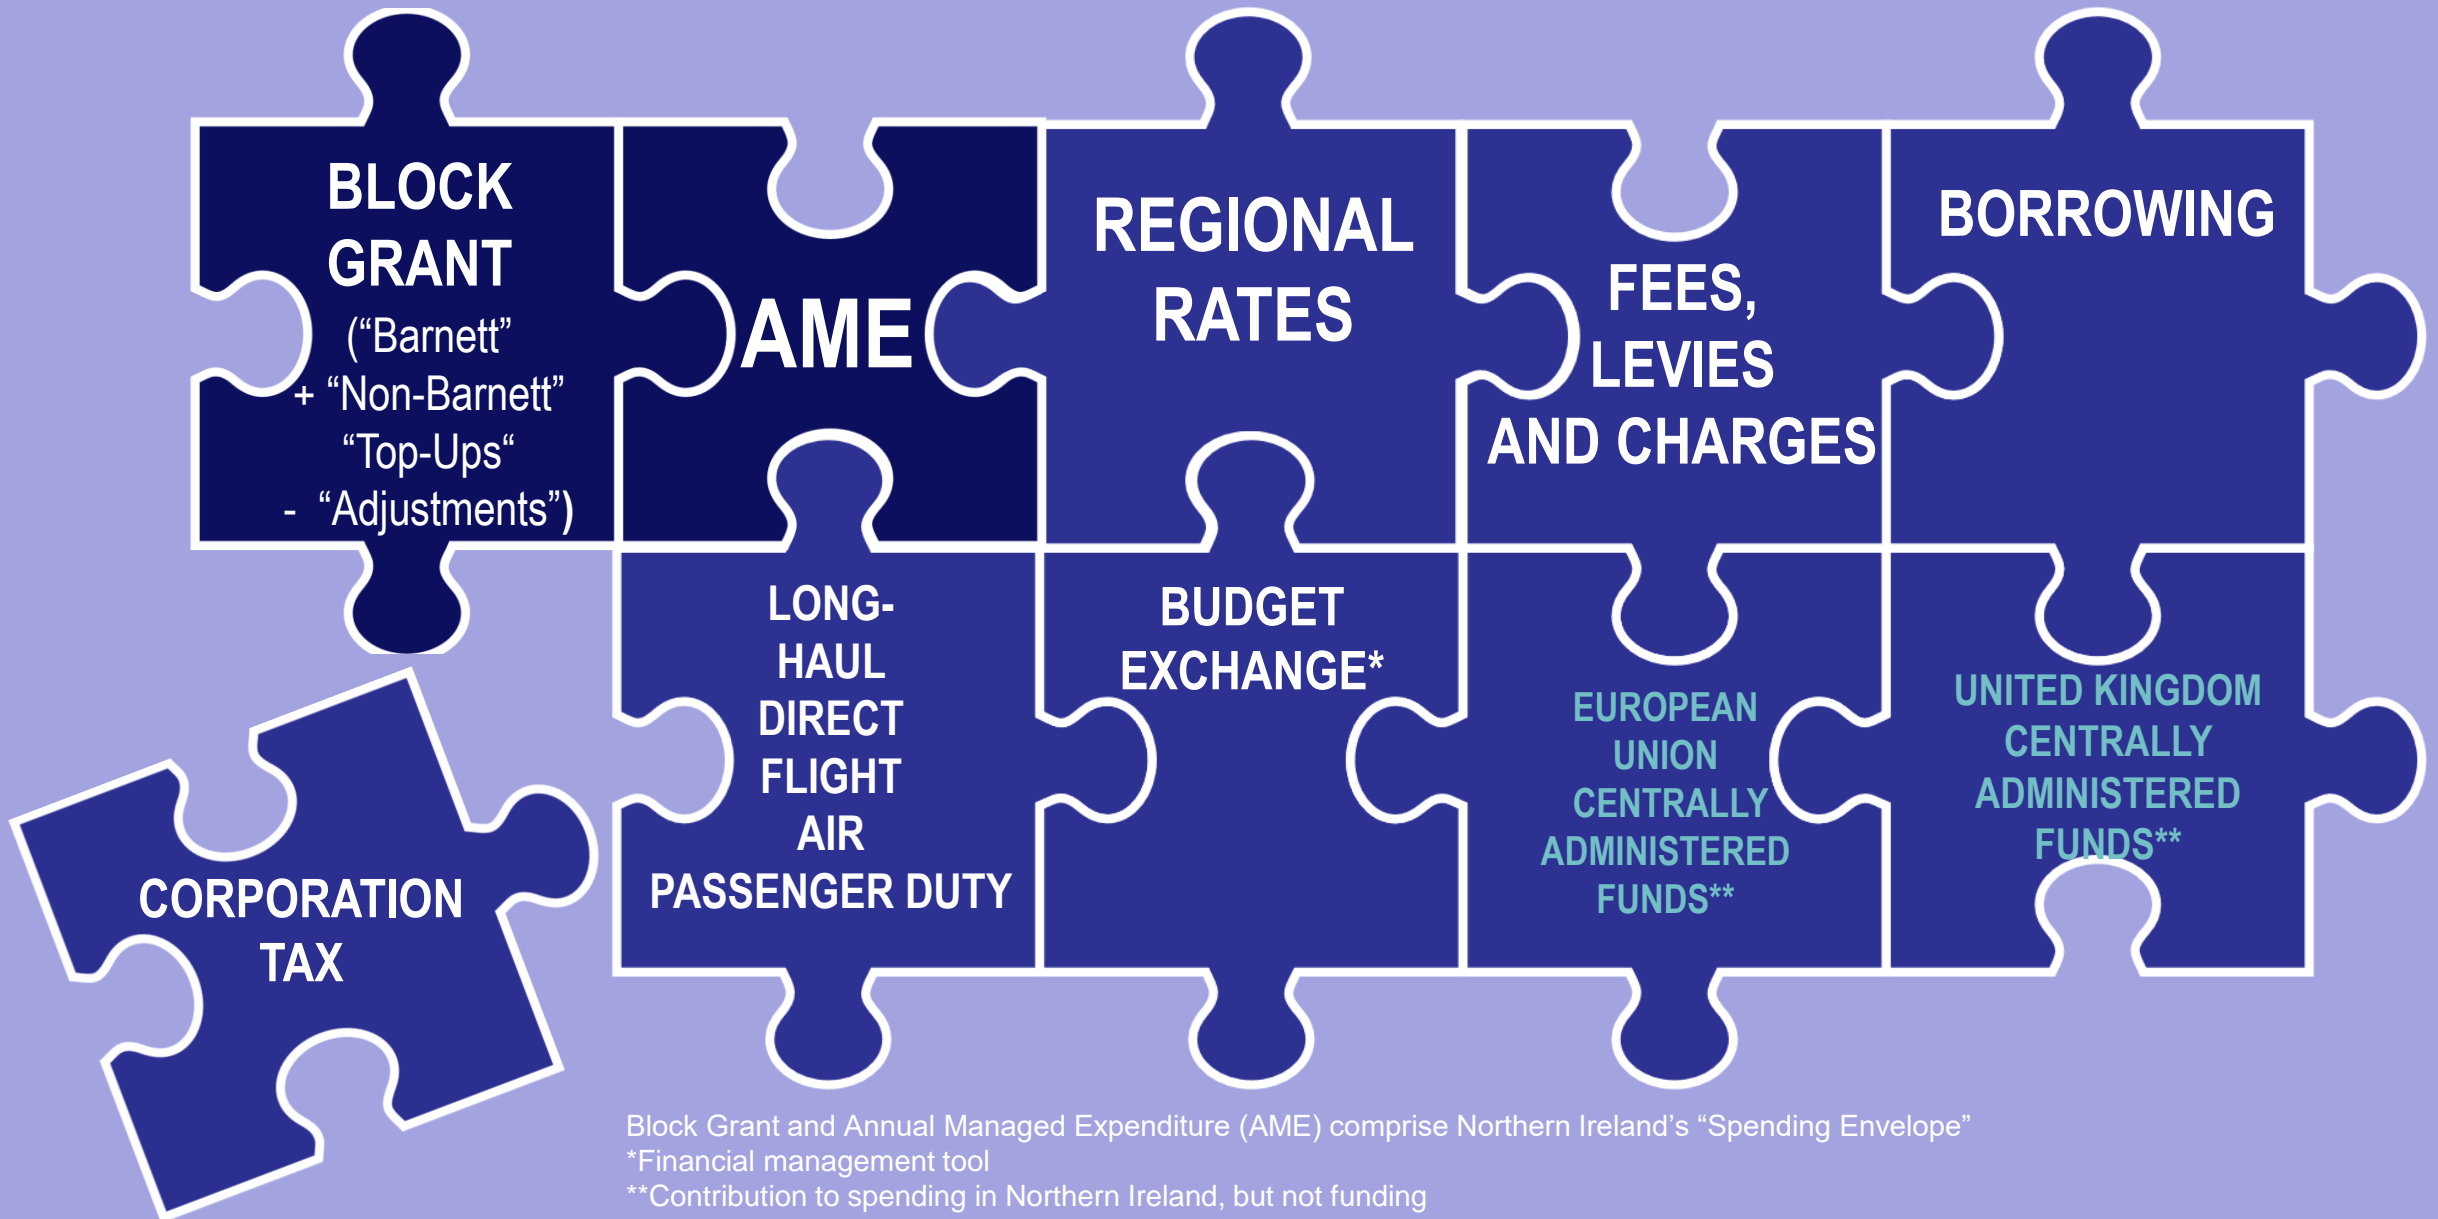 BLOCK
GRANT
(“Barnett”
+ “Non-Barnett”
“Top-Ups“
- “Adjustments”)
AME
REGIONAL
RATES
FEES,
LEVIES
AND CHARGES
BORROWING
CORPORATION
TAX
LONG-
HAUL
DIRECT
FLIGHT
AIR
PASSENGER DUTY
BUDGET
EXCHANGE*
EUROPEAN
UNION
CENTRALLY
ADMINISTERED
FUNDS**
UNITED KINGDOM
CENTRALLY
ADMINISTERED
FUNDS**
Block Grant and Annual Managed Expenditure (AME) comprise Northern Ireland’s “Spending Envelope”
*Financial management tool
**Contribution to spending in Northern Ireland, but not funding